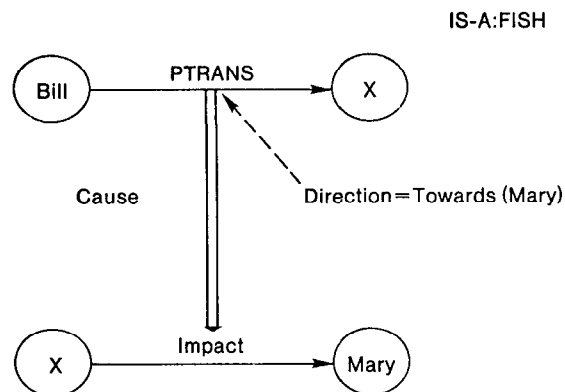 IS-A:FISH
PTRANS
Bill
X
Cause
Direction=Towards (Mary)
Impact
X
Mary